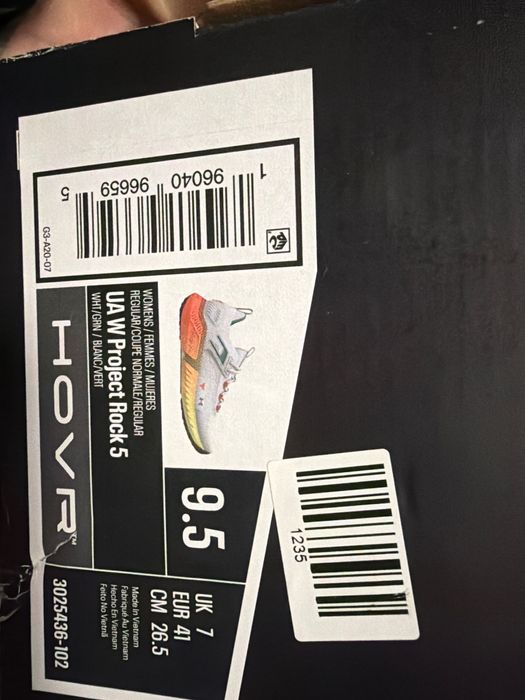 1 96040 96659 5
G3-A20-07
WOMENS / FEMMES / MUJERES
REGULAR/COUPE NORMALE/REGULAR
UA W Project Rock 5
WHT/GRN / BLANC/VERT
HOVR™
9.5
UK 7
EUR 41
CM 26.5
Made In Vietnam
Fabriqué Au Vietnam
Hecho En Vietnam
Feito No Vietnã
3025436-102
1235